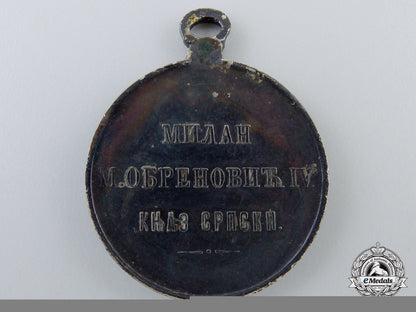 МИЛАН
М. ОБРЕНОВИЋ IV
КЊАЗ СРПСКИ.
eMedals